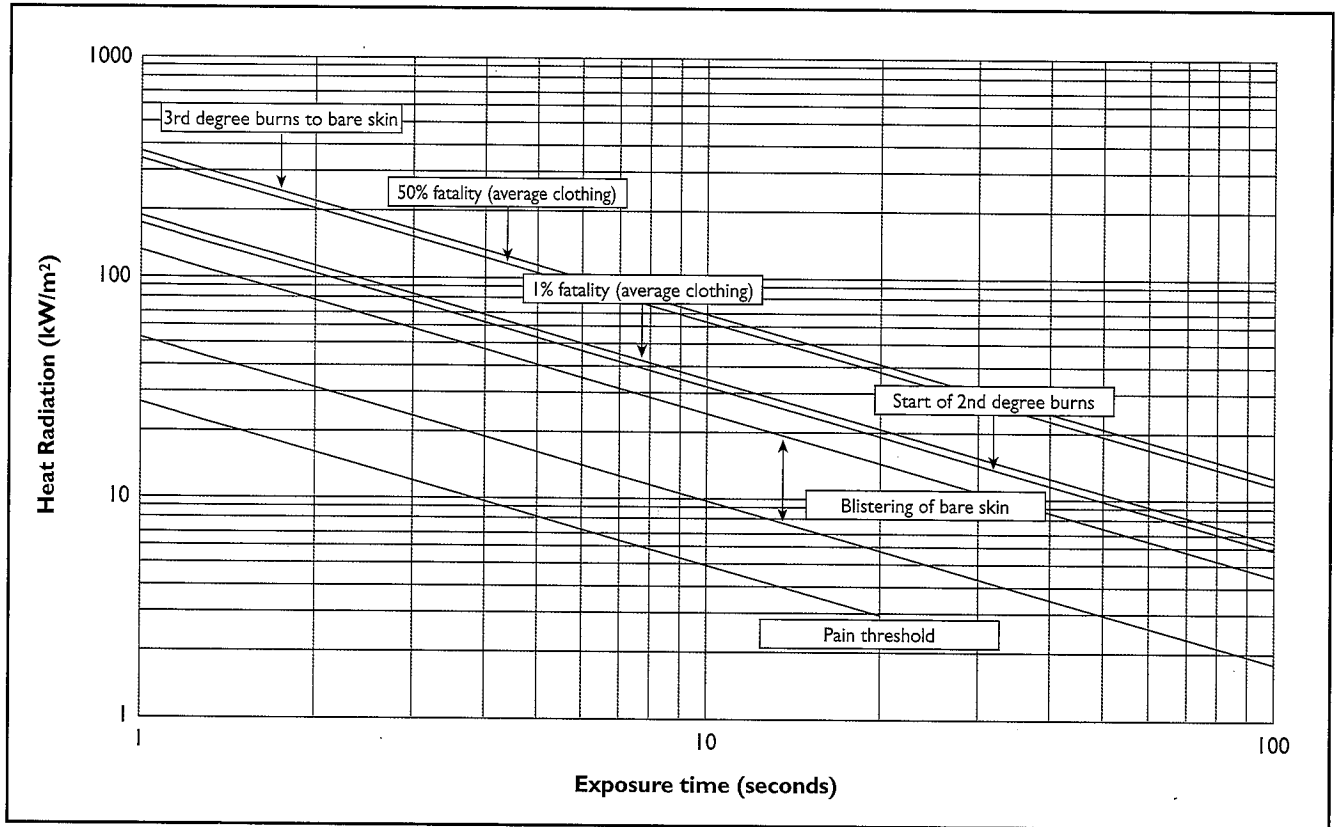 1000
3rd degree burns to bare skin
50% fatality (average clothing)
100
1% fatality (average clothing)
Start of 2nd degree burns
10
Blistering of bare skin
Pain threshold
1
1
10
100
Heat Radiation (kW/m²)
Exposure time (seconds)